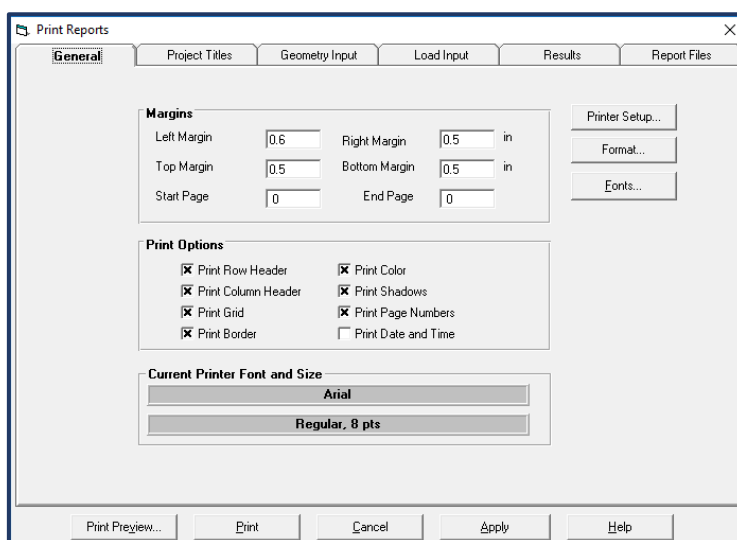 Print Reports
General Project Titles Geometry Input Load Input Results Report Files
Margins
Left Margin 0.6 Right Margin 0.5 in
Top Margin 0.5 Bottom Margin 0.5 in
Start Page 0 End Page 0
Printer Setup...
Format...
Fonts...
Print Options
Print Row Header Print Color
Print Column Header Print Shadows
Print Grid Print Page Numbers
Print Border Print Date and Time
Current Printer Font and Size
Arial
Regular, 8 pts
Print Preview... Print Cancel Apply Help